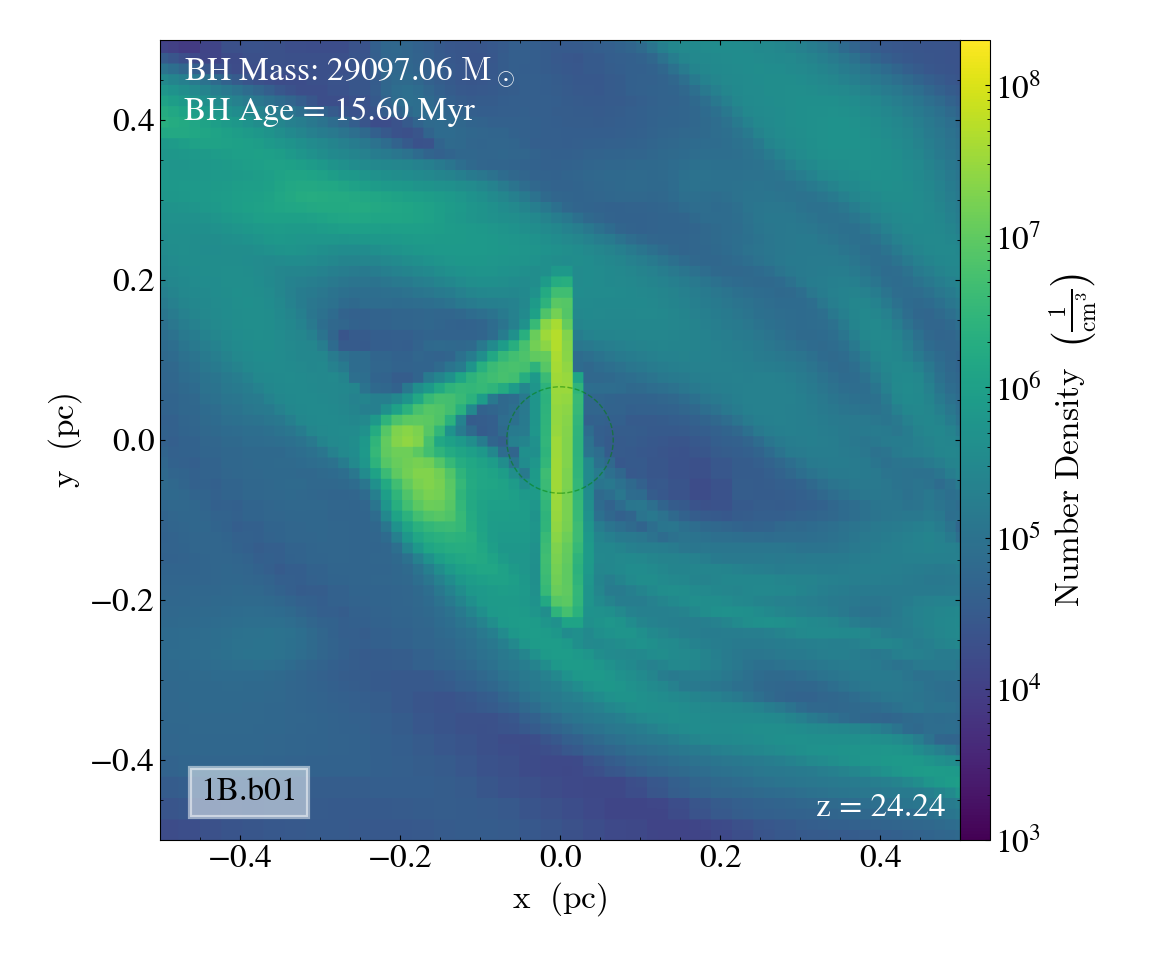 BH Mass: 29097.06 M⊙
BH Age = 15.60 Myr
1B.b01
z = 24.24
0.4
0.2
0.0
−0.2
−0.4
y (pc)
−0.4
−0.2
0.0
0.2
0.4
x (pc)
10⁸
10⁷
10⁶
10⁵
10⁴
10³
Number Density (1/cm³)